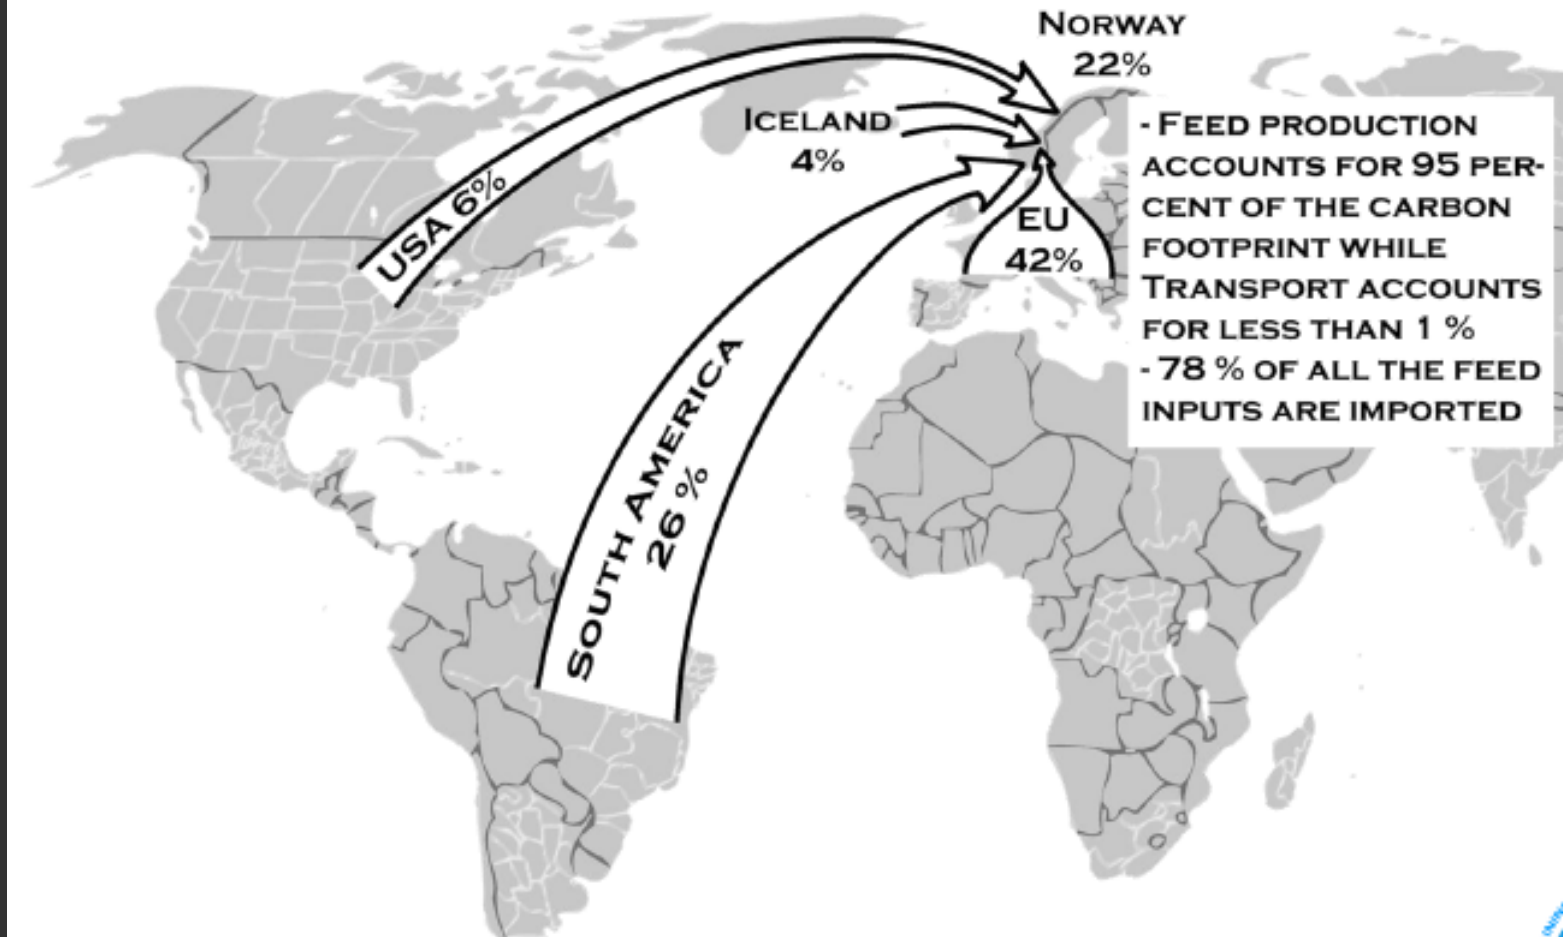 NORWAY
22%
ICELAND
4%
USA 6%
EU
42%
SOUTH AMERICA
26 %
- FEED PRODUCTION
ACCOUNTS FOR 95 PER-
CENT OF THE CARBON
FOOTPRINT WHILE
TRANSPORT ACCOUNTS
FOR LESS THAN 1 %
- 78 % OF ALL THE FEED
INPUTS ARE IMPORTED